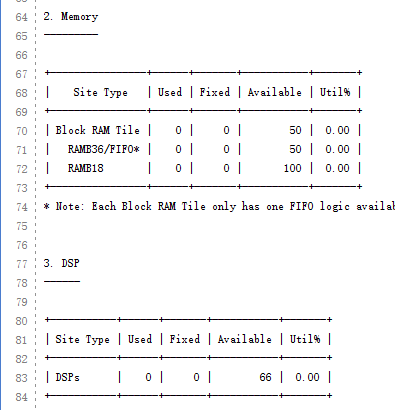 64 2. Memory
65 ---------
66
67 +----------------+------+-------+-----------+-------+
68 |    Site Type   | Used | Fixed | Available | Util% |
69 +----------------+------+-------+-----------+-------+
70 | Block RAM Tile |    0 |     0 |        50 |  0.00 |
71 |   RAMB36/FIFO* |    0 |     0 |        50 |  0.00 |
72 |   RAMB18       |    0 |     0 |       100 |  0.00 |
73 +----------------+------+-------+-----------+-------+
74 * Note: Each Block RAM Tile only has one FIFO logic
75
76
77 3. DSP
78 ------
79
80 +-----------+------+-------+-----------+-------+
81 | Site Type | Used | Fixed | Available | Util% |
82 +-----------+------+-------+-----------+-------+
83 | DSPs      |    0 |     0 |        66 |  0.00 |
84 +-----------+------+-------+-----------+-------+